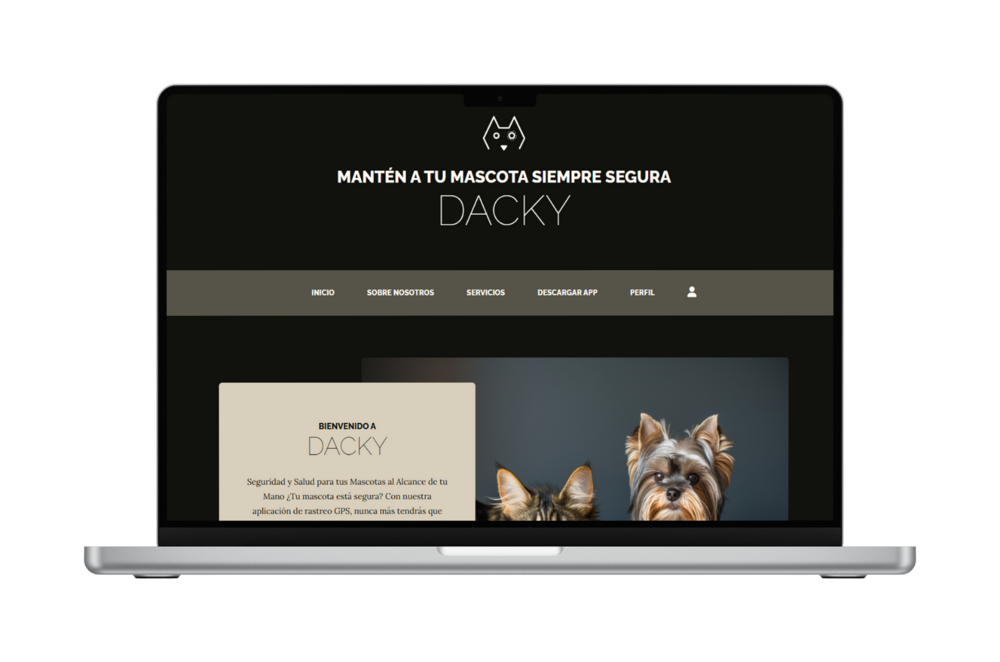 MANTÉN A TU MASCOTA SIEMPRE SEGURA
DACKY
INICIO SOBRE NOSOTROS SERVICIOS DESCARGAR APP PERFIL
BIENVENIDO A
DACKY
Seguridad y Salud para tus Mascotas al Alcance de tu
Mano ¿Tu mascota está segura? Con nuestra
aplicación de rastreo GPS, nunca más tendrás que